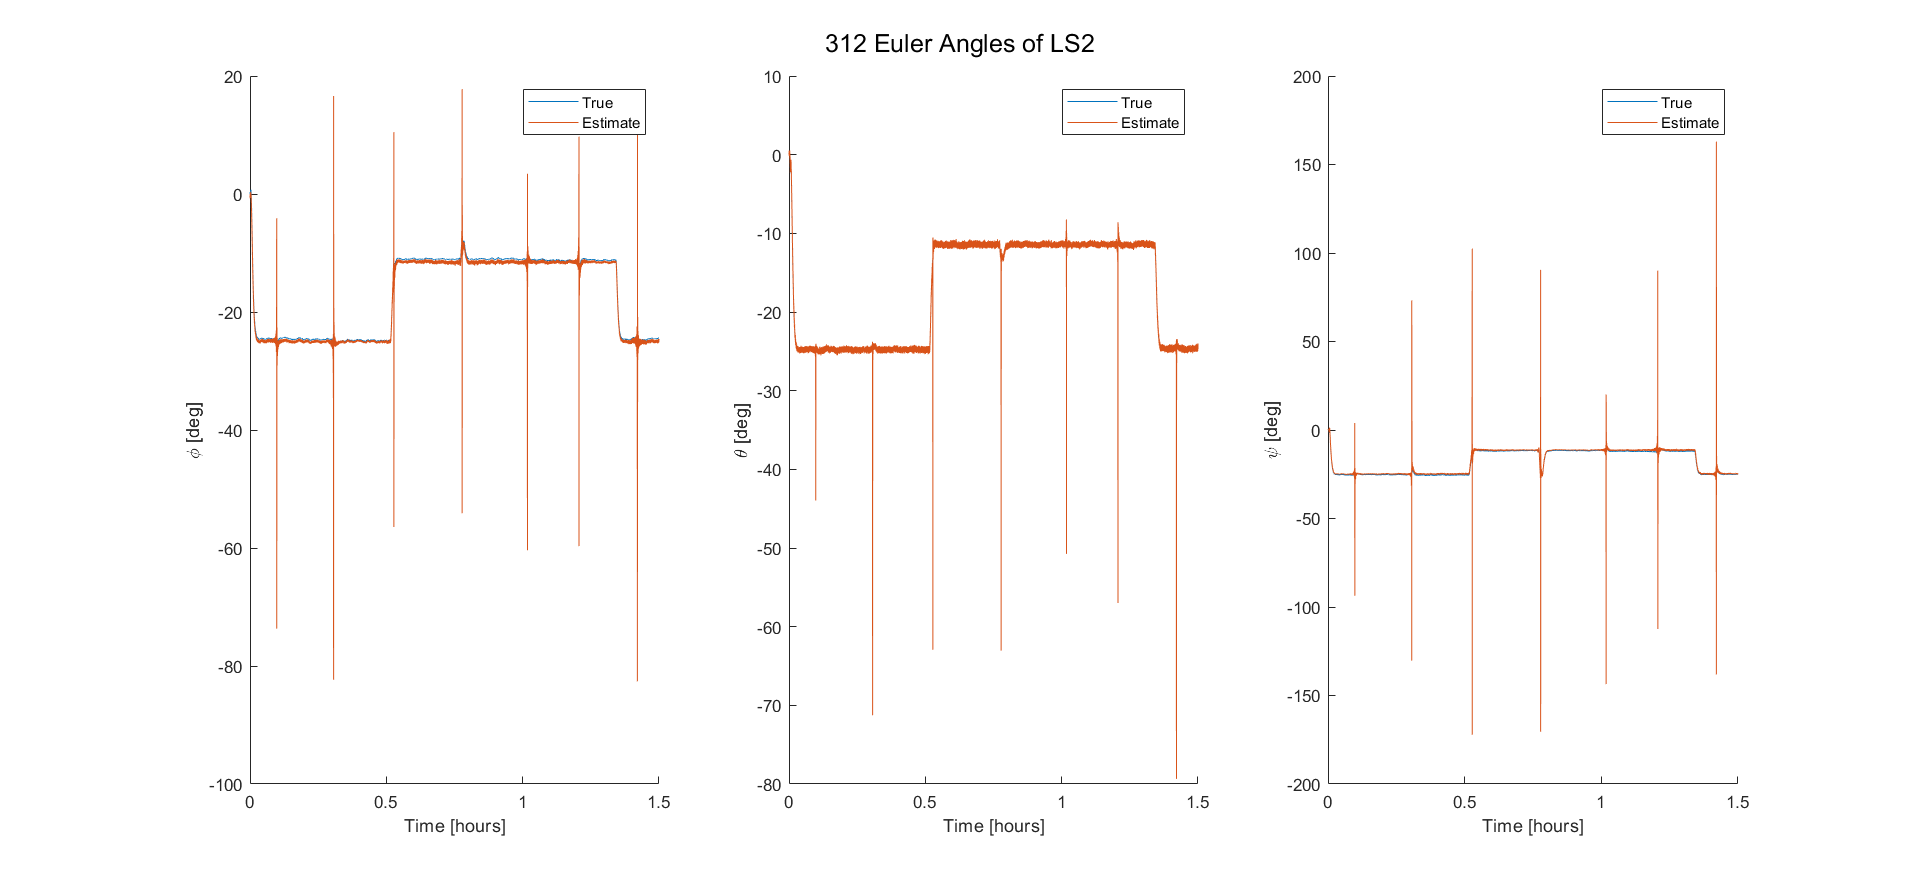 312 Euler Angles of LS2
20
0
-20
-40
-60
-80
-100
ϕ [deg]
True
Estimate
0
0.5
1
1.5
Time [hours]
10
0
-10
-20
-30
-40
-50
-60
-70
-80
θ [deg]
True
Estimate
0
0.5
1
1.5
Time [hours]
200
150
100
50
0
-50
-100
-150
-200
ψ [deg]
True
Estimate
0
0.5
1
1.5
Time [hours]